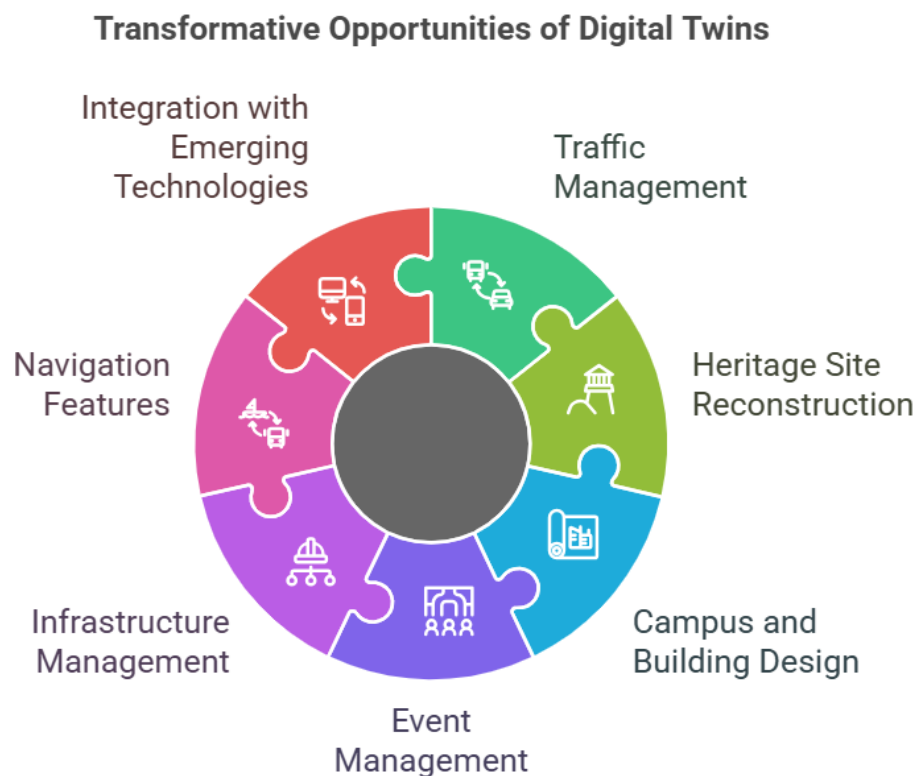 Transformative Opportunities of Digital Twins
Integration with
Emerging
Technologies
Traffic
Management
Navigation
Features
Heritage Site
Reconstruction
Infrastructure
Management
Campus and
Building Design
Event
Management